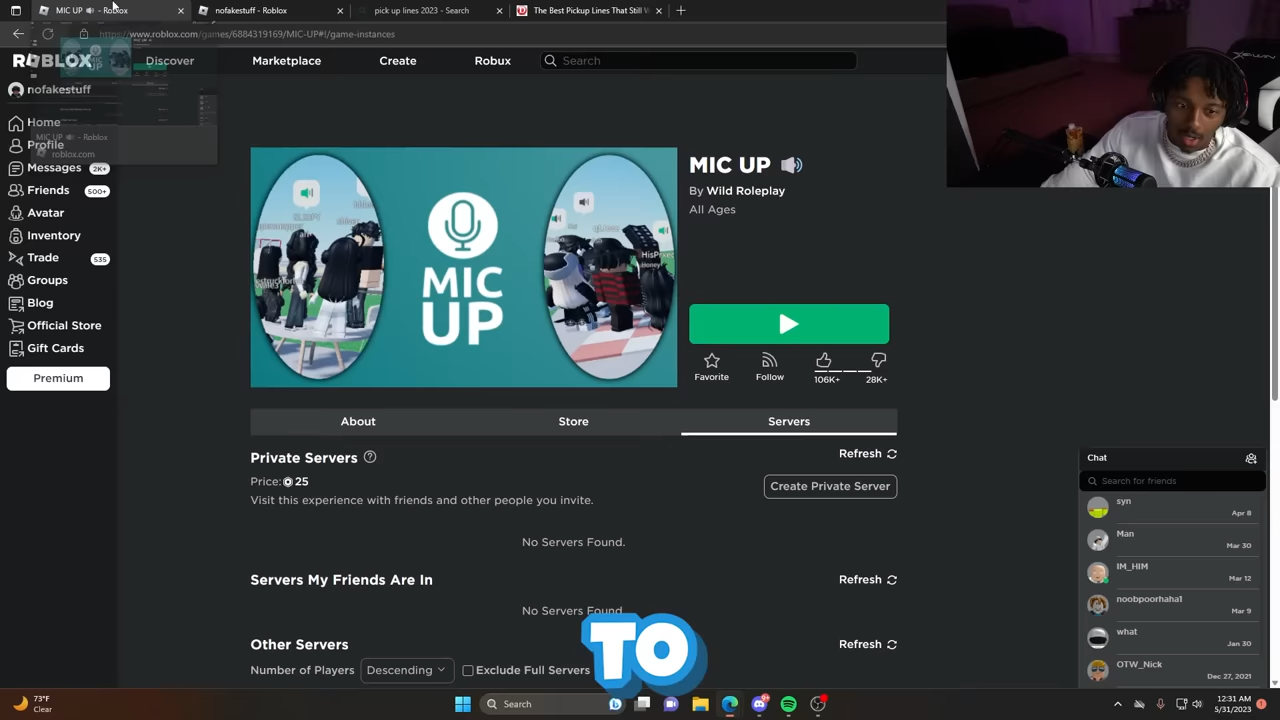 MIC UP - Roblox
nofakestuff - Roblox
pick up lines 2023 - Search
The Best Pickup Lines That Still W
https://www.roblox.com/games/6884319169/MIC-UP#!/game-instances
Discover
Marketplace
Create
Robux
Search
nofakestuff
MIC UP - Roblox
roblox.com
Home
Profile
Messages
2K+
Friends
500+
Avatar
Inventory
Trade
535
Groups
Blog
Official Store
Gift Cards
Premium
MIC
UP
MIC UP
By Wild Roleplay
All Ages
Favorite
Follow
106K+
28K+
About
Store
Servers
Private Servers
Refresh
Price: 25
Create Private Server
Visit this experience with friends and other people you invite.
No Servers Found.
Servers My Friends Are In
Refresh
No Servers Found.
Other Servers
Refresh
Number of Players
Descending
Exclude Full Servers
TO
Chat
Search for friends
syn
Apr 8
Man
Mar 30
IM_HIM
Mar 12
noobpoorhaha1
Mar 9
what
Jan 30
OTW_Nick
Dec 27, 2021
73°F
Clear
Search
12:31 AM
5/31/2023